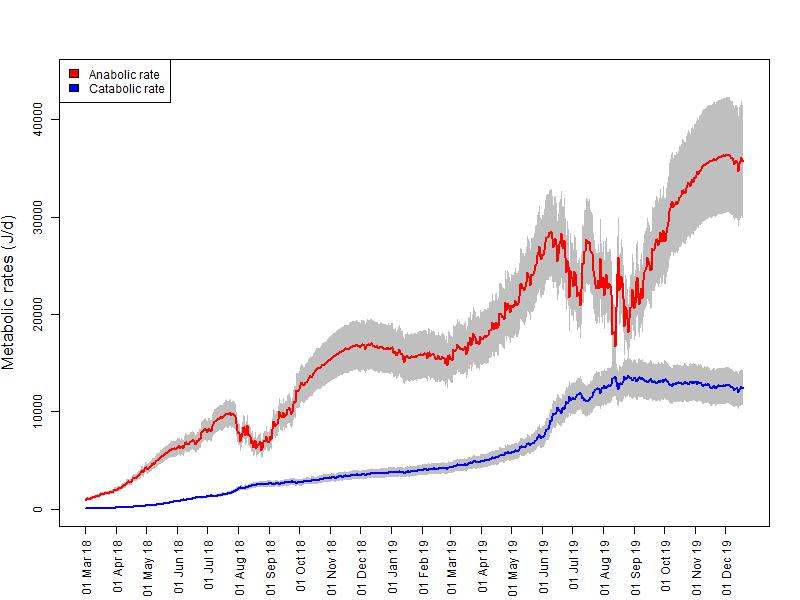 Anabolic rate
Catabolic rate
Metabolic rates (J/d)
40000
30000
20000
10000
0
01 Mar 18
01 Apr 18
01 May 18
01 Jun 18
01 Jul 18
01 Aug 18
01 Sep 18
01 Oct 18
01 Nov 18
01 Dec 18
01 Jan 19
01 Feb 19
01 Mar 19
01 Apr 19
01 May 19
01 Jun 19
01 Jul 19
01 Aug 19
01 Sep 19
01 Oct 19
01 Nov 19
01 Dec 19